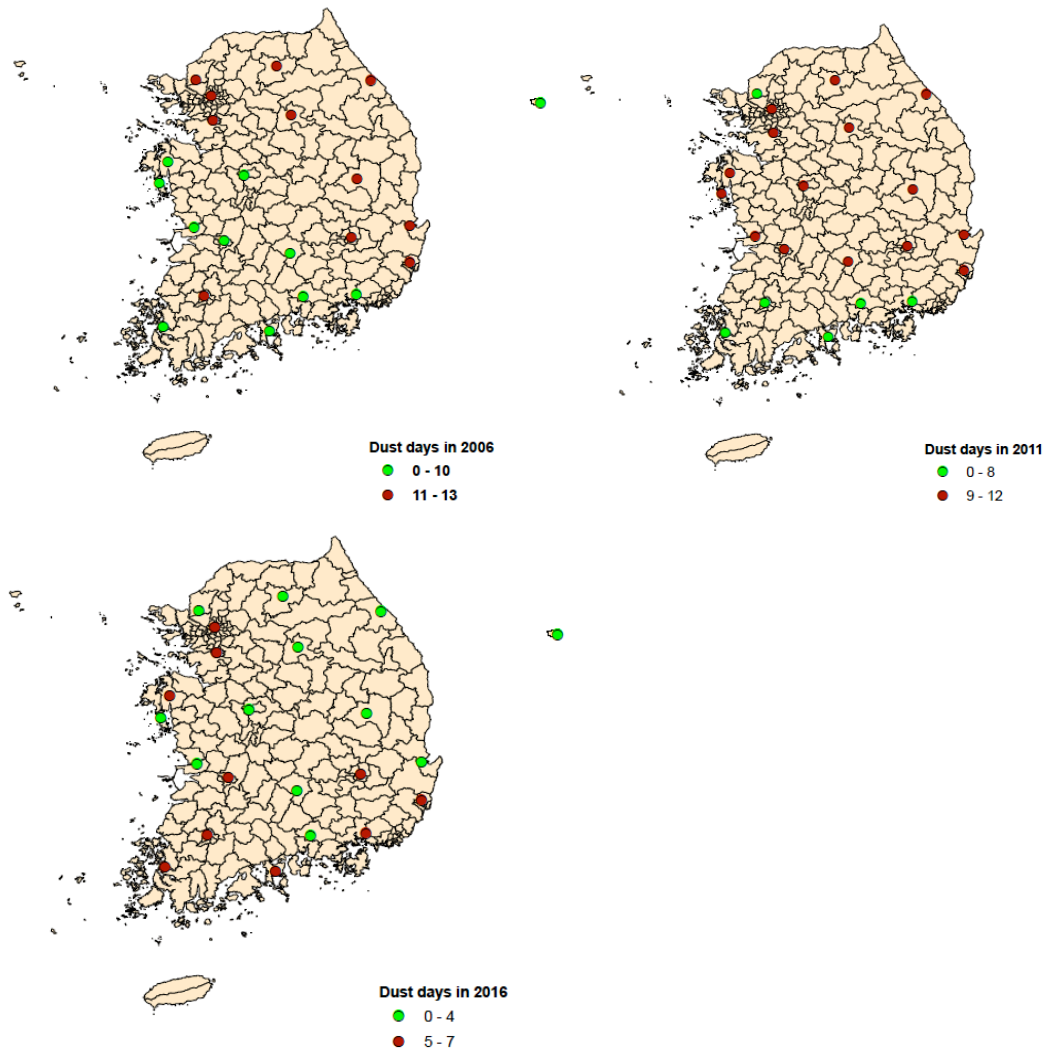 Dust days in 2006
0 - 10
11 - 13
Dust days in 2011
0 - 8
9 - 12
Dust days in 2016
0 - 4
5 - 7